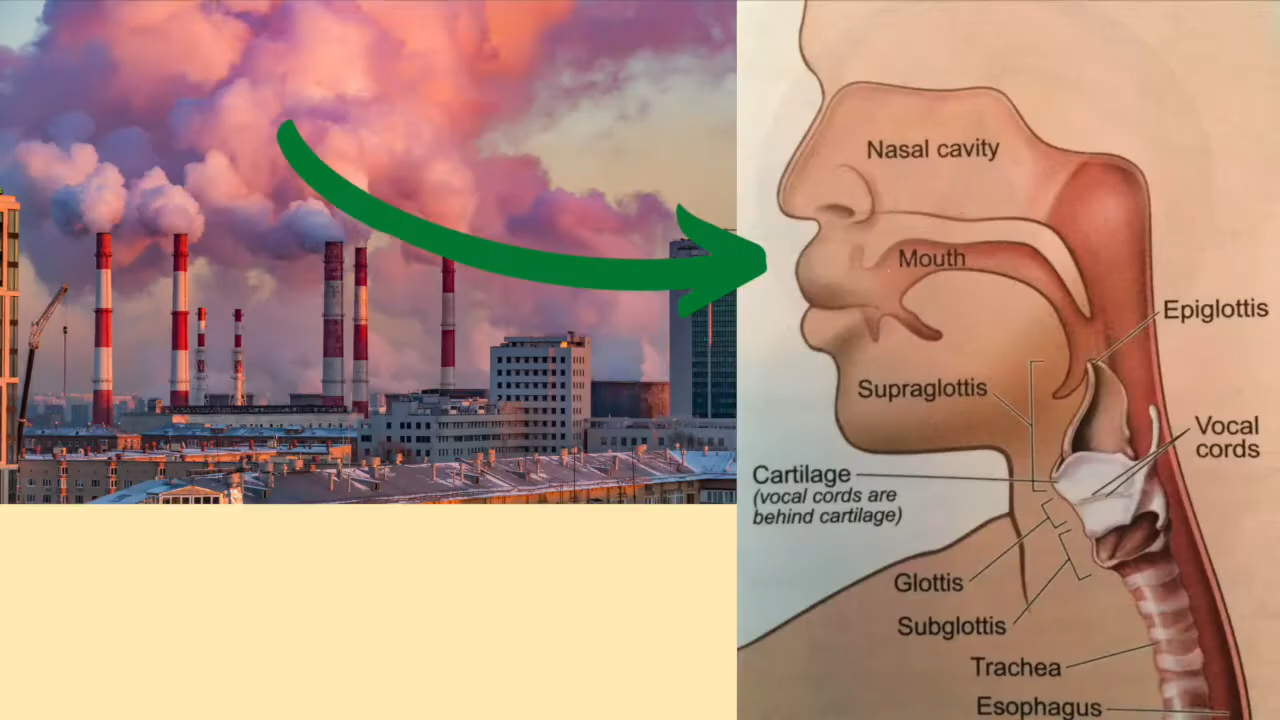 Nasal cavity
Mouth
Epiglottis
Supraglottis
Vocal
cords
Cartilage
(vocal cords are
behind cartilage)
Glottis
Subglottis
Trachea
Esophagus